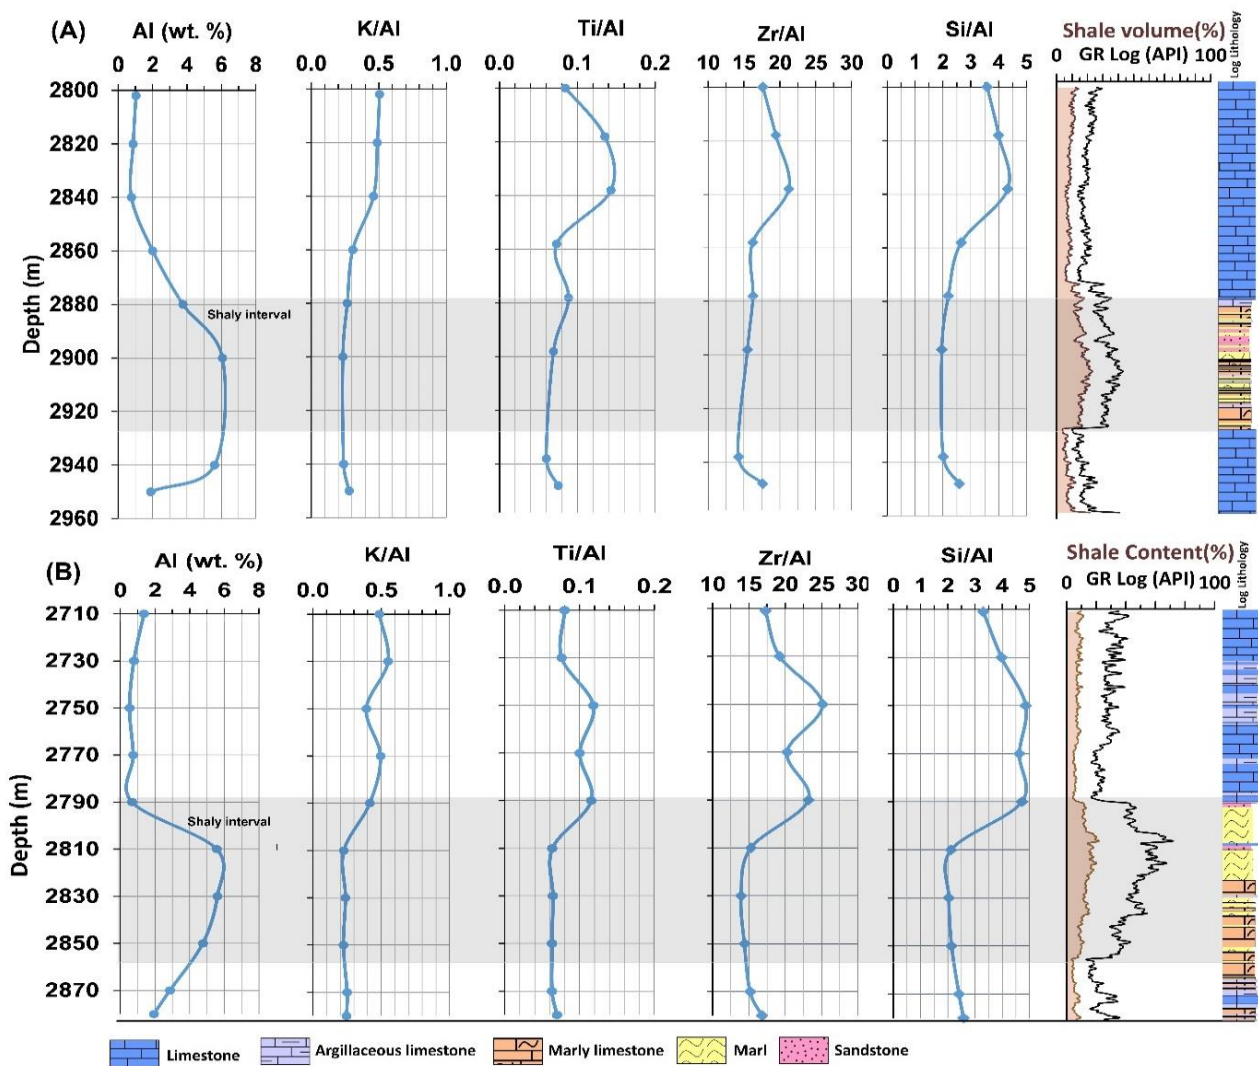 (A) Al (wt. %) K/Al Ti/Al Zr/Al Si/Al Shale volume(%)
GR Log (API) Log Lithology
0 2 4 6 8 0.0 0.5 1.0 0.0 0.1 0.2 10 15 20 25 30 0 1 2 3 4 5 0 100
2800
2820
2840
2860
2880
Shaly interval
2900
2920
2940
2960
Depth (m)
(B) Al (wt. %) K/Al Ti/Al Zr/Al Si/Al Shale Content(%)
GR Log (API) Log Lithology
0 2 4 6 8 0.0 0.5 1.0 0.0 0.1 0.2 10 15 20 25 30 0 1 2 3 4 5 0 100
2710
2730
2750
2770
2790
Shaly interval
2810
2830
2850
2870
Depth (m)
Limestone Argillaceous limestone Marly limestone Marl Sandstone